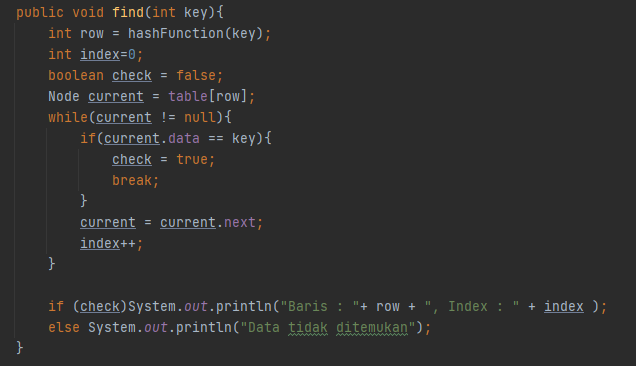 public void find(int key){
    int row = hashFunction(key);
    int index=0;
    boolean check = false;
    Node current = table[row];
    while(current != null){
        if(current.data == key){
            check = true;
            break;
        }
        current = current.next;
        index++;
    }

    if (check)System.out.println("Baris : "+ row + ", Index : " + index );
    else System.out.println("Data tidak ditemukan");
}